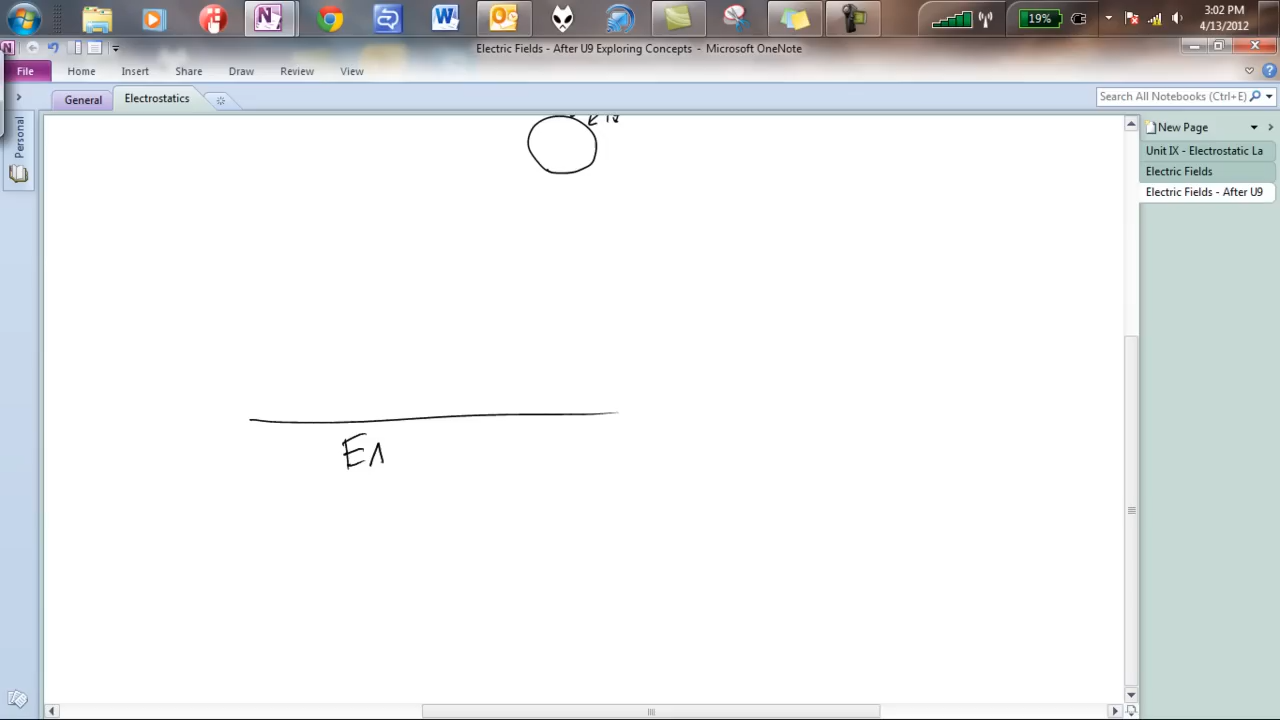 19%
3:02 PM
4/13/2012
Electric Fields - After U9 Exploring Concepts - Microsoft OneNote
File Home Insert Share Draw Review View
General Electrostatics
Search All Notebooks (Ctrl+E)
Personal
New Page
Unit IX - Electrostatic La
Electric Fields
Electric Fields - After U9